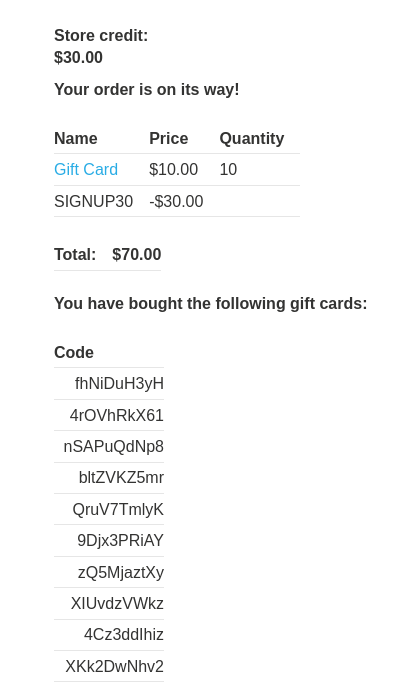 Store credit:
$30.00
Your order is on its way!
Name Price Quantity
Gift Card $10.00 10
SIGNUP30 -$30.00
Total: $70.00
You have bought the following gift cards:
Code
fhNiDuH3yH
4rOVhRkX61
nSAPuQdNp8
bltZVKZ5mr
QruV7TmlyK
9Djx3PRiAY
zQ5MjaztXy
XIUvdzVWkz
4Cz3ddIhiz
XKk2DwNhv2